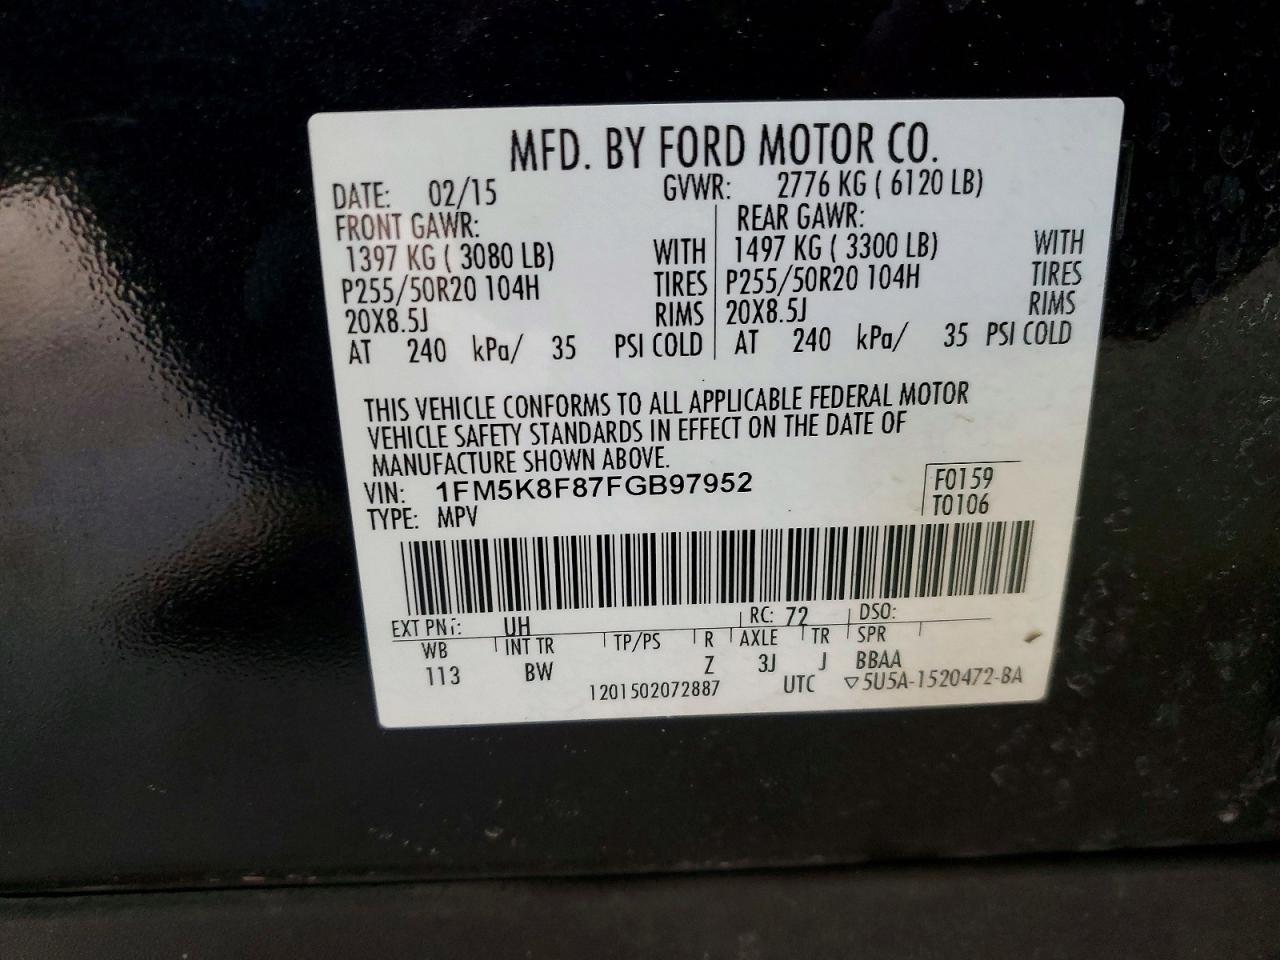 MFD. BY FORD MOTOR CO.
DATE: 02/15 GVWR: 2776 KG ( 6120 LB)
FRONT GAWR: REAR GAWR:
1397 KG ( 3080 LB) WITH 1497 KG ( 3300 LB) WITH
P255/50R20 104H TIRES P255/50R20 104H TIRES
20X8.5J RIMS 20X8.5J RIMS
AT 240 kPa/ 35 PSI COLD AT 240 kPa/ 35 PSI COLD
THIS VEHICLE CONFORMS TO ALL APPLICABLE FEDERAL MOTOR
VEHICLE SAFETY STANDARDS IN EFFECT ON THE DATE OF
MANUFACTURE SHOWN ABOVE.
VIN: 1FM5K8F87FGB97952 F0159
TYPE: MPV T0106
EXT PNT: UH RC: 72 DSO:
WB INT TR TP/PS R AXLE TR SPR
113 BW Z 3J J BBAA
1201502072887 UTC ▽5U5A-1520472-BA